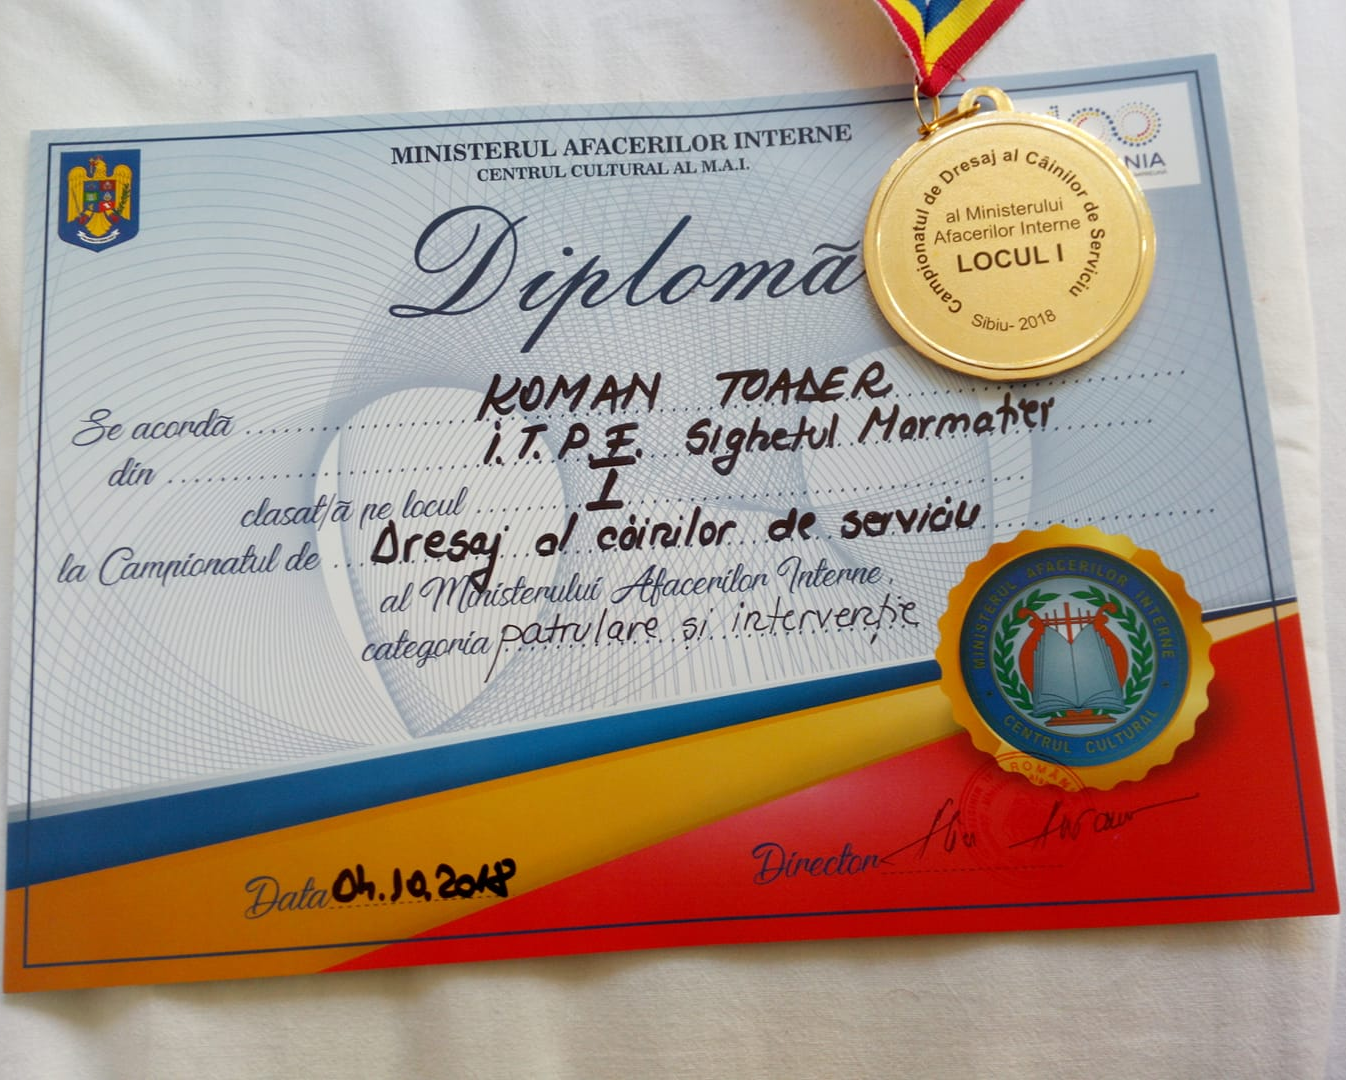 MINISTERUL AFACERILOR INTERNE
CENTRUL CULTURAL AL M.A.I.
Diplomă
Se acordă KOMAN TOADER
din I.T.P.F. Sighetul Marmației
clasat/ă pe locul I
la Campionatul de Dresaj al câinilor de serviciu
al Ministerului Afacerilor Interne,
categoria patrulare și intervenție
Data 04.10.2018
Director
Campionatul de Dresaj al Câinilor de Serviciu
al Ministerului
Afacerilor Interne
LOCUL I
Sibiu- 2018
MINISTERUL AFACERILOR INTERNE
CENTRUL CULTURAL